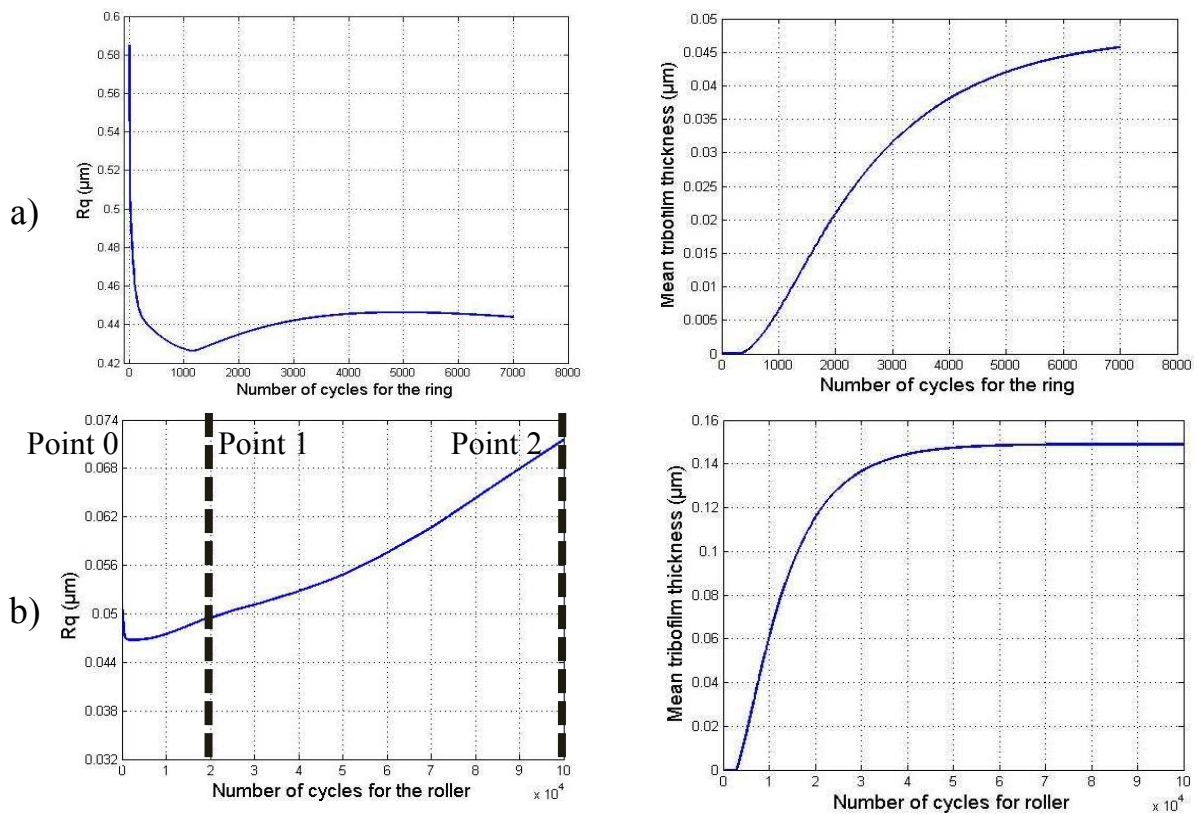 a)
0.6
0.58
0.56
0.54
0.52
0.5
0.48
0.46
0.44
0.42
Rq (µm)
0 1000 2000 3000 4000 5000 6000 7000 8000
Number of cycles for the ring
0.05
0.045
0.04
0.035
0.03
0.025
0.02
0.015
0.01
0.005
0
Mean tribofilm thickness (µm)
0 1000 2000 3000 4000 5000 6000 7000 8000
Number of cycles for the ring
b)
Point 0 Point 1 Point 2
0.074
0.068
0.062
0.056
0.05
0.044
0.038
0.032
Rq (µm)
0 1 2 3 4 5 6 7 8 9 10
Number of cycles for the roller
x 10⁴
0.16
0.14
0.12
0.1
0.08
0.06
0.04
0.02
0
Mean tribofilm thickness (µm)
0 1 2 3 4 5 6 7 8 9 10
Number of cycles for roller
x 10⁴